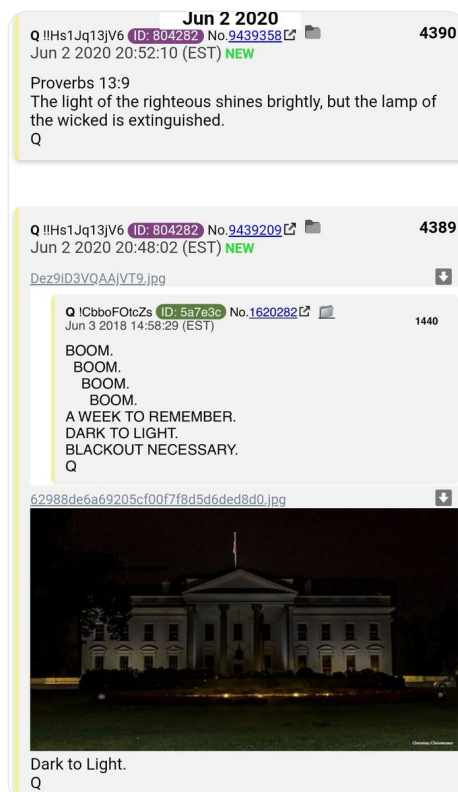 Jun 2 2020
Q !!Hs1Jq13jV6 ID: 804282 No.9439358 4390
Jun 2 2020 20:52:10 (EST) NEW
Proverbs 13:9
The light of the righteous shines brightly, but the lamp of
the wicked is extinguished.
Q
Q !!Hs1Jq13jV6 ID: 804282 No.9439209 4389
Jun 2 2020 20:48:02 (EST) NEW
Dez9iD3VQAAjVT9.jpg
Q !CbboFOtcZs ID: 5a7e3c No.1620282 1440
Jun 3 2018 14:58:29 (EST)
BOOM.
BOOM.
BOOM.
BOOM.
A WEEK TO REMEMBER.
DARK TO LIGHT.
BLACKOUT NECESSARY.
Q
62988de6a69205cf00f7f8d5d6ded8d0.jpg
Dark to Light.
Q